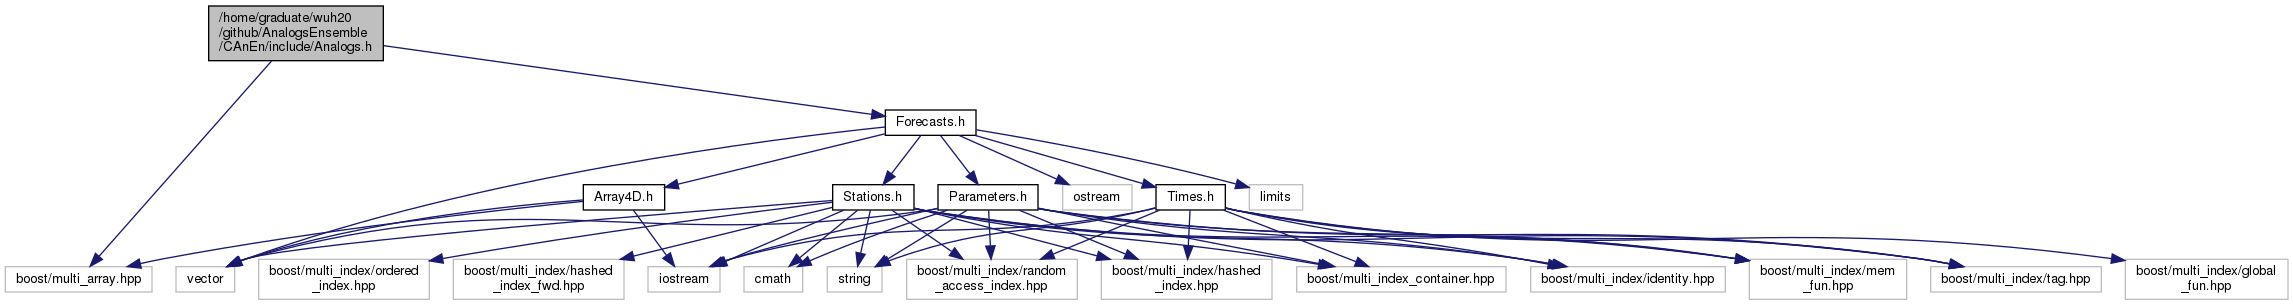 /home/graduate/wuh20
/github/AnalogsEnsemble
/CAnEn/include/Analogs.h
Forecasts.h
Array4D.h
Stations.h
Parameters.h
ostream
Times.h
limits
boost/multi_array.hpp
vector
boost/multi_index/ordered
_index.hpp
boost/multi_index/hashed
_index_fwd.hpp
iostream
cmath
string
boost/multi_index/random
_access_index.hpp
boost/multi_index/hashed
_index.hpp
boost/multi_index_container.hpp
boost/multi_index/identity.hpp
boost/multi_index/mem
_fun.hpp
boost/multi_index/tag.hpp
boost/multi_index/global
_fun.hpp